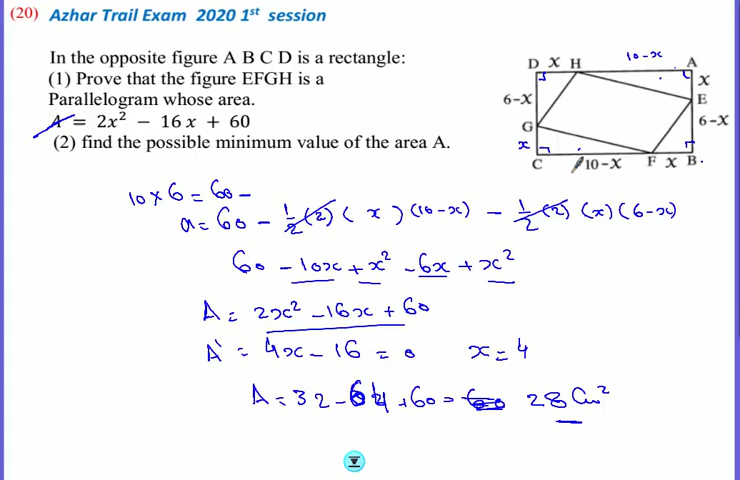 (20) Azhar Trail Exam 2020 1st session
In the opposite figure A B C D is a rectangle:
(1) Prove that the figure EFGH is a
Parallelogram whose area.
A = 2x² − 16x + 60
(2) find the possible minimum value of the area A.
10-x
D X H A
X
6-X E
G 6-X
x
C 10-X F X B.
10 x 6 = 60 -
a = 60 - 1/2 (2) (x) (10-x) - 1/2 (2) (x) (6-x)
60 - 10x + x² - 6x + x²
A = 2x² - 16x + 60
A' = 4x - 16 = 0 x = 4
A = 32 - 64 + 60 = 28 Cm²